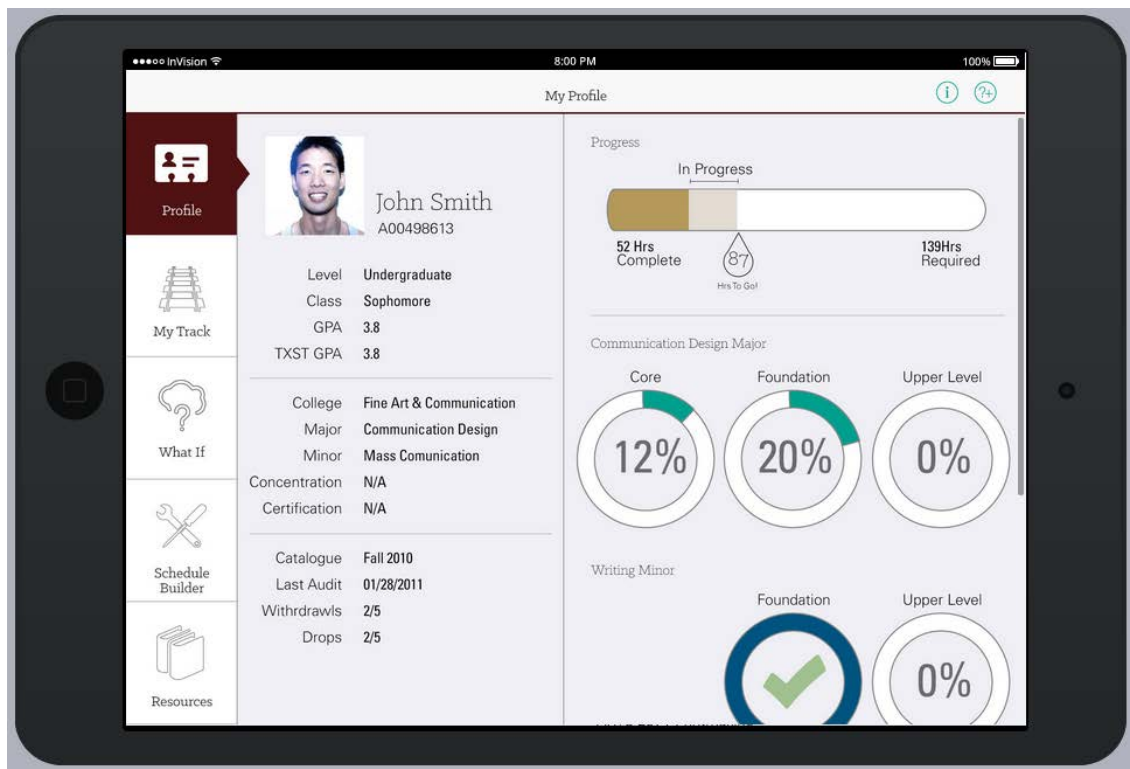 InVision
8:00 PM
100%
My Profile
i
?+
Profile
My Track
What If
Schedule
Builder
Resources
John Smith
A00498613
Level Undergraduate
Class Sophomore
GPA 3.8
TXST GPA 3.8
College Fine Art & Communication
Major Communication Design
Minor Mass Comunication
Concentration N/A
Certification N/A
Catalogue Fall 2010
Last Audit 01/28/2011
Withrdrawls 2/5
Drops 2/5
Progress
In Progress
52 Hrs
Complete
87
Hrs To Go!
139Hrs
Required
Communication Design Major
Core
Foundation
Upper Level
12%
20%
0%
Writing Minor
Foundation
Upper Level
0%